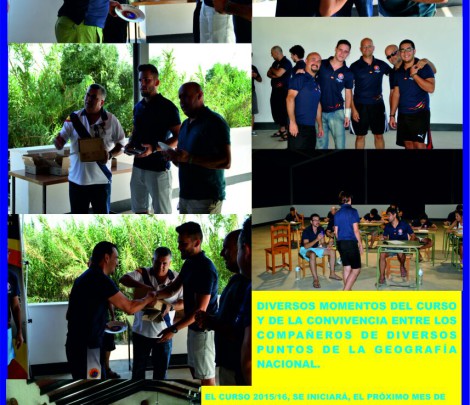 DIVERSOS MOMENTOS DEL CURSO
Y DE LA CONVIVENCIA ENTRE LOS
COMPAÑEROS DE DIVERSOS
PUNTOS DE LA GEOGRAFÍA
NACIONAL.
EL CURSO 2015/16, SE INICIARÁ, EL PRÓXIMO MES DE